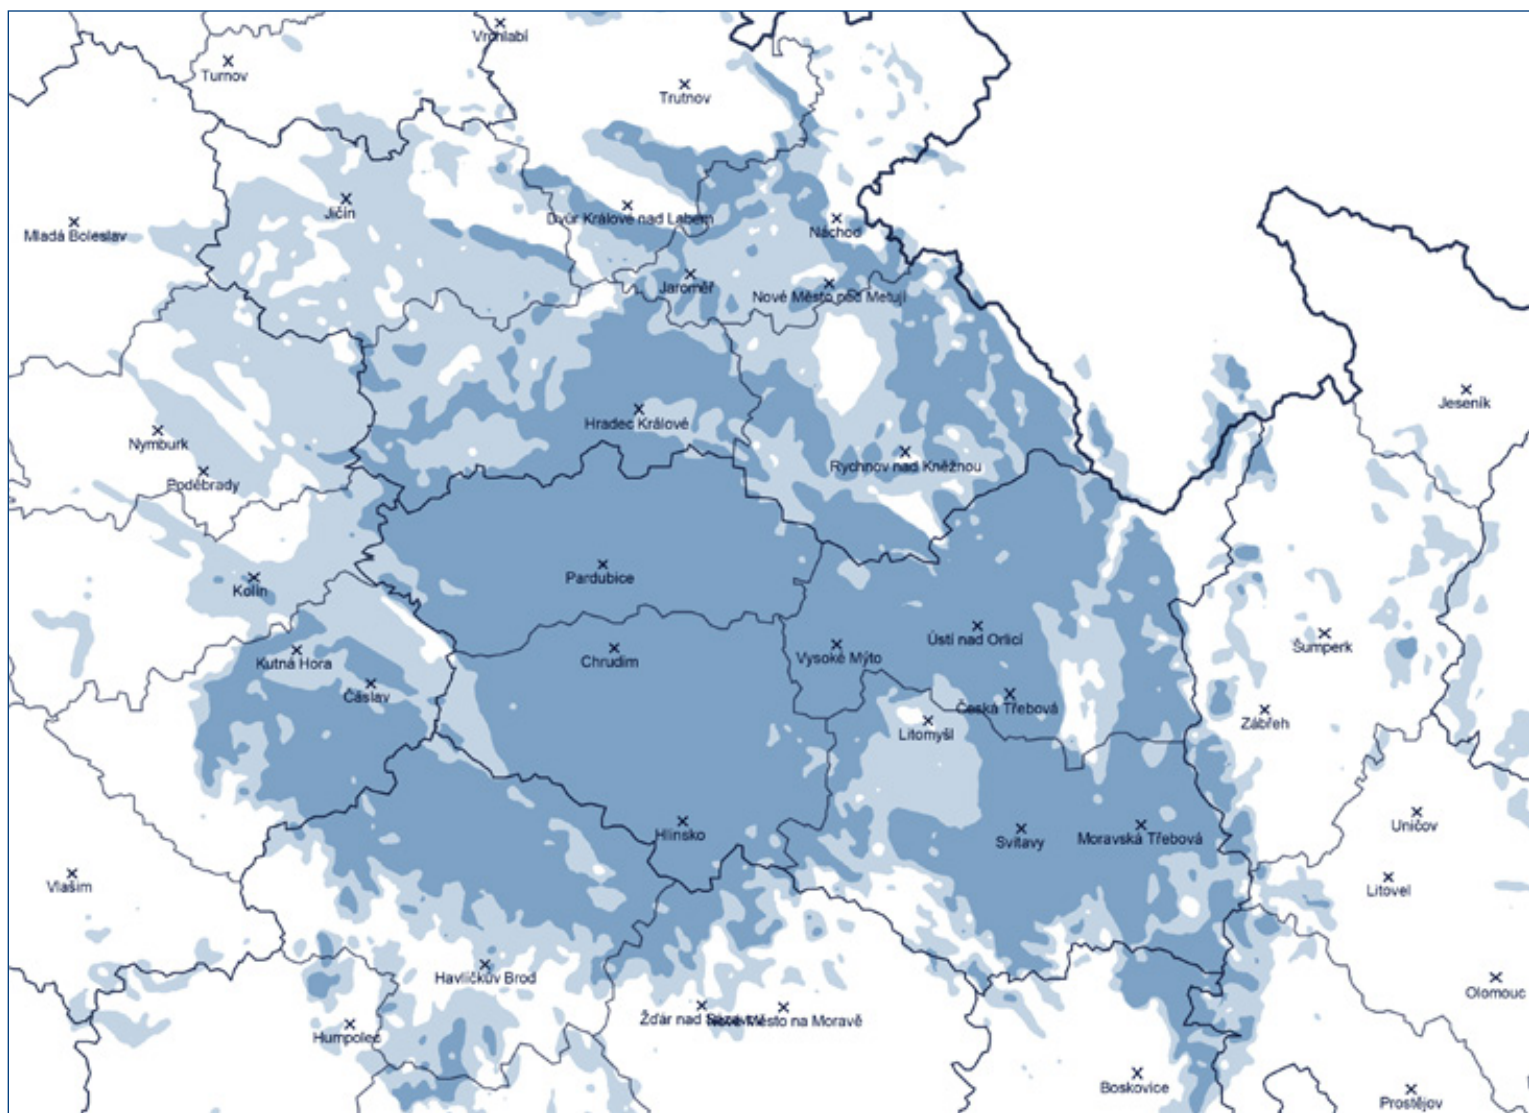 Vrchlabí
Turnov
Trutnov
Jičín
Dvůr Králové nad Labem
Mladá Boleslav
Náchod
Jaroměř
Nové Město nad Metují
Jeseník
Hradec Králové
Nymburk
Rychnov nad Kněžnou
Poděbrady
Pardubice
Kolín
Ústí nad Orlicí
Šumperk
Vysoké Mýto
Chrudim
Kutná Hora
Čáslav
Česká Třebová
Zábřeh
Litomyšl
Uničov
Hlinsko
Svitavy
Moravská Třebová
Vlašim
Litovel
Havlíčkův Brod
Olomouc
Žďár nad Sázavou
Nové Město na Moravě
Humpolec
Boskovice
Prostějov